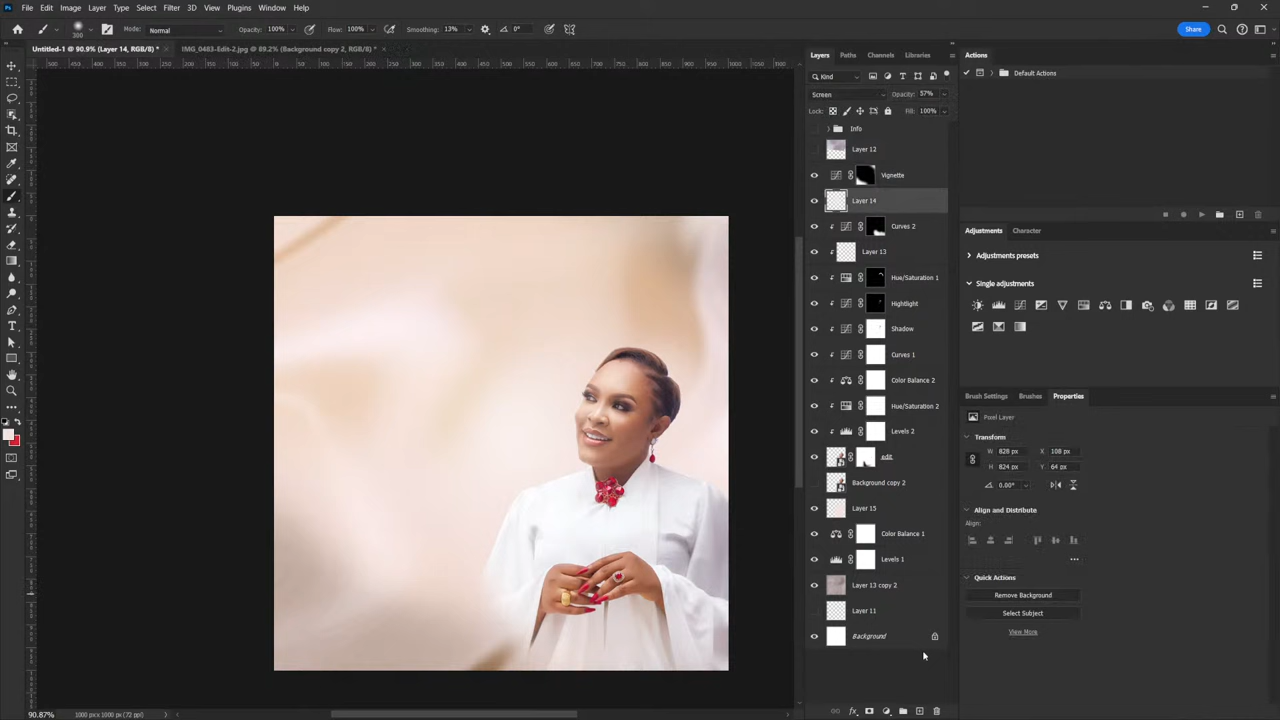 Ps File Edit Image Layer Type Select Filter 3D View Plugins Window Help
300 Mode: Normal Opacity: 100% Flow: 100% Smoothing: 13% 0° Share
Untitled-1 @ 90.9% (Layer 14, RGB/8) * × IMG_0483-Edit-2.jpg @ 89.2% (Background copy 2, RGB/8) * ×
Layers Paths Channels Libraries
Kind
Screen Opacity: 57%
Lock: Fill: 100%
Info
Layer 12
Vignette
Layer 14
Curves 2
Layer 13
Hue/Saturation 1
Hightlight
Shadow
Curves 1
Color Balance 2
Hue/Saturation 2
Levels 2
edit
Background copy 2
Layer 15
Color Balance 1
Levels 1
Layer 13 copy 2
Layer 11
Background
Actions
Default Actions
Adjustments Character
Adjustments presets
Single adjustments
Brush Settings Brushes Properties
Pixel Layer
Transform
W 828 px X 108 px
H 824 px Y 64 px
0.00°
Align and Distribute
Align:
Quick Actions
Remove Background
Select Subject
View More
90.87% 1000 px x 1000 px (72 ppi)